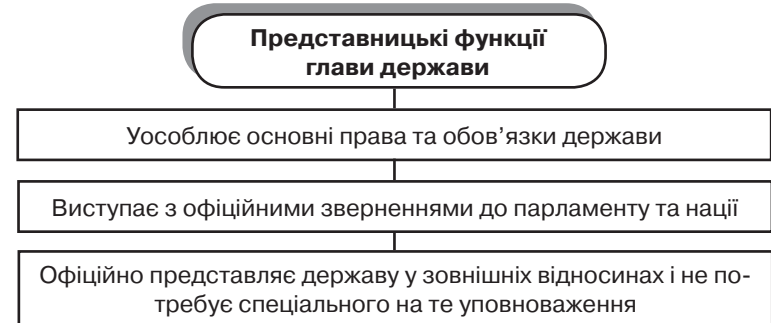 Представницькі функції
глави держави
Уособлює основні права та обов’язки держави
Виступає з офіційними зверненнями до парламенту та нації
Офіційно представляє державу у зовнішніх відносинах і не по-
требує спеціального на те уповноваження